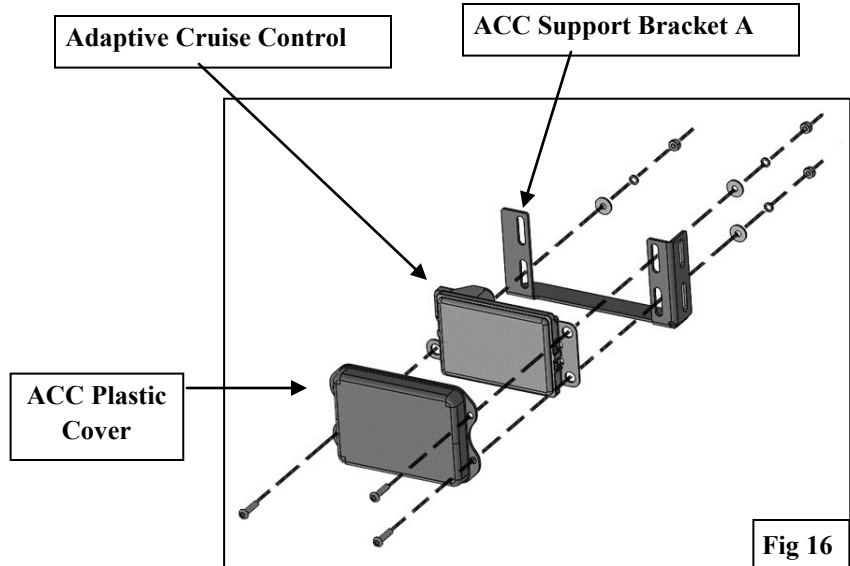 Adaptive Cruise Control
ACC Support Bracket A
ACC Plastic
Cover
Fig 16